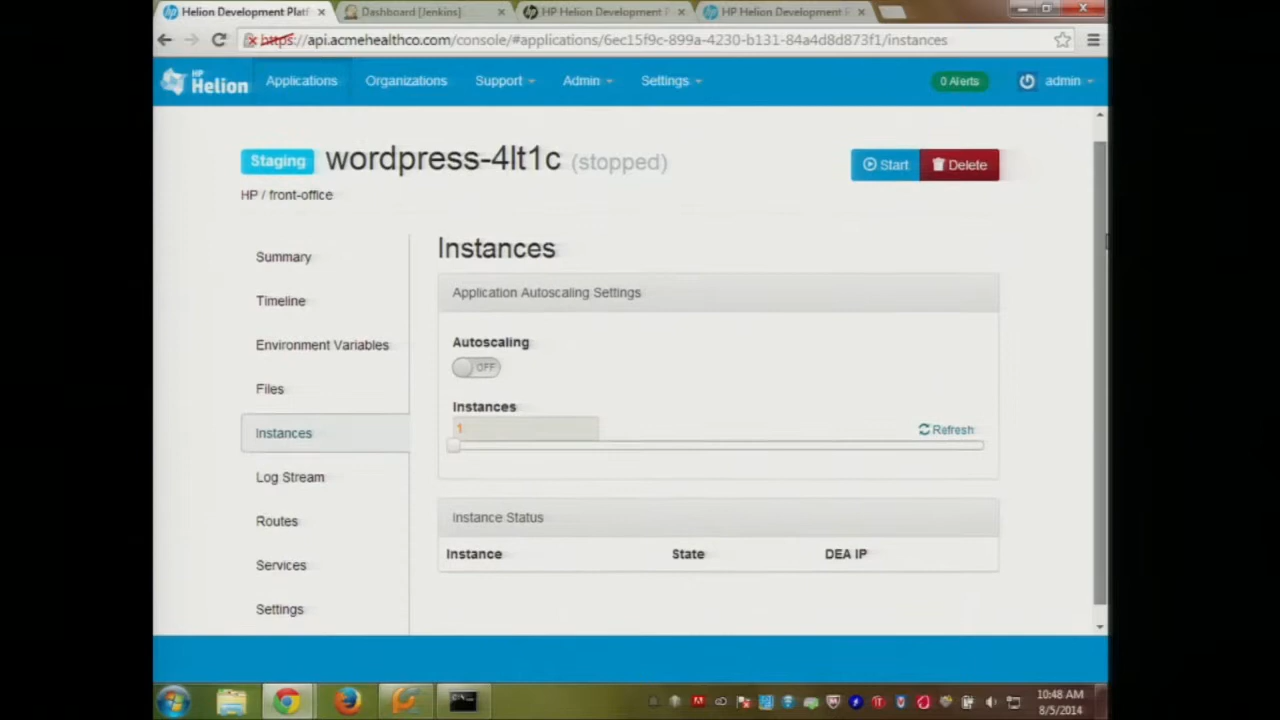 Helion Development Platf
Dashboard [Jenkins]
HP Helion Development P
HP Helion Development P
https://api.acmehealthco.com/console/#applications/6ec15f9c-899a-4230-b131-84a4d8d873f1/instances
HP
Helion
Applications
Organizations
Support
Admin
Settings
0 Alerts
admin
Staging
wordpress-4lt1c (stopped)
Start
Delete
HP / front-office
Summary
Timeline
Environment Variables
Files
Instances
Log Stream
Routes
Services
Settings
Instances
Application Autoscaling Settings
Autoscaling
OFF
Instances
1
Refresh
Instance Status
Instance State DEA IP
10:48 AM
8/5/2014